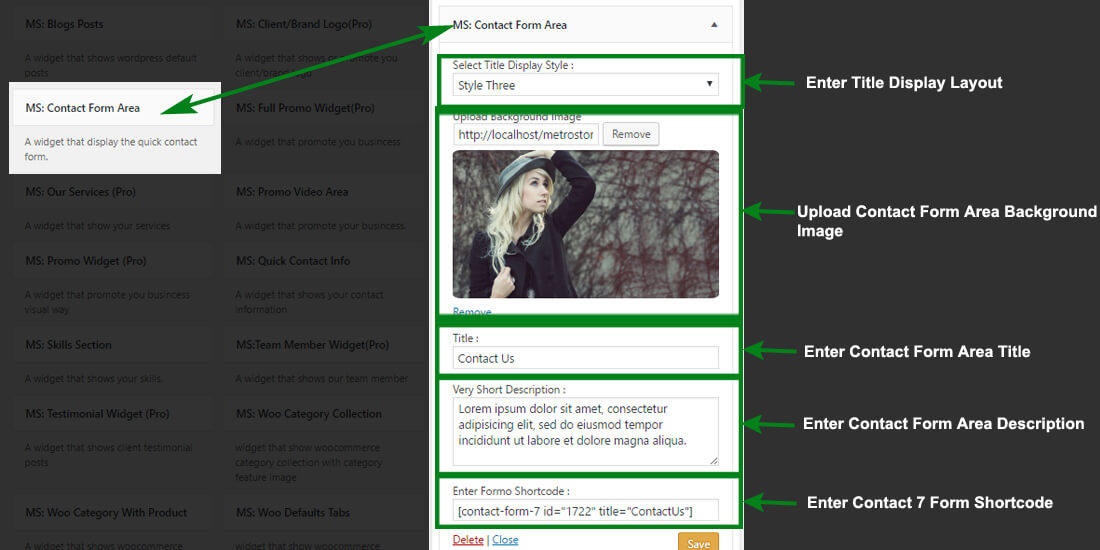 MS: Blogs Posts
A widget that shows wordpress default
posts
MS: Client/Brand Logo(Pro)
A widget that shows or promote you
client/brand logo
MS: Contact Form Area
A widget that display the quick contact
form.
MS: Full Promo Widget(Pro)
A widget that promote you business
MS: Our Services (Pro)
A widget that show your services
MS: Promo Video Area
A widget that promote your business.
MS: Promo Widget (Pro)
A widget that promote you busincess
visual way.
MS: Quick Contact Info
A widget that shows your contact
information
MS: Skills Section
A widget that shows your skills.
MS:Team Member Widget(Pro)
A widget that shows our team member
MS: Testimonial Widget (Pro)
A widget that shows client testimonial
posts
MS: Woo Category Collection
widget that show woocommerce
category collection with category
feature image
MS: Woo Category With Product
MS: Woo Defaults Tabs
MS: Contact Form Area
Select Title Display Style :
Style Three
Upload Background Image
http://localhost/metrostor
Remove
Remove
Title :
Contact Us
Very Short Description :
Lorem ipsum dolor sit amet, consectetur
adipisicing elit, sed do eiusmod tempor
incididunt ut labore et dolore magna aliqua.
Enter Formo Shortcode :
[contact-form-7 id="1722" title="ContactUs"]
Delete | Close
Save
Enter Title Display Layout
Upload Contact Form Area Background
Image
Enter Contact Form Area Title
Enter Contact Form Area Description
Enter Contact 7 Form Shortcode